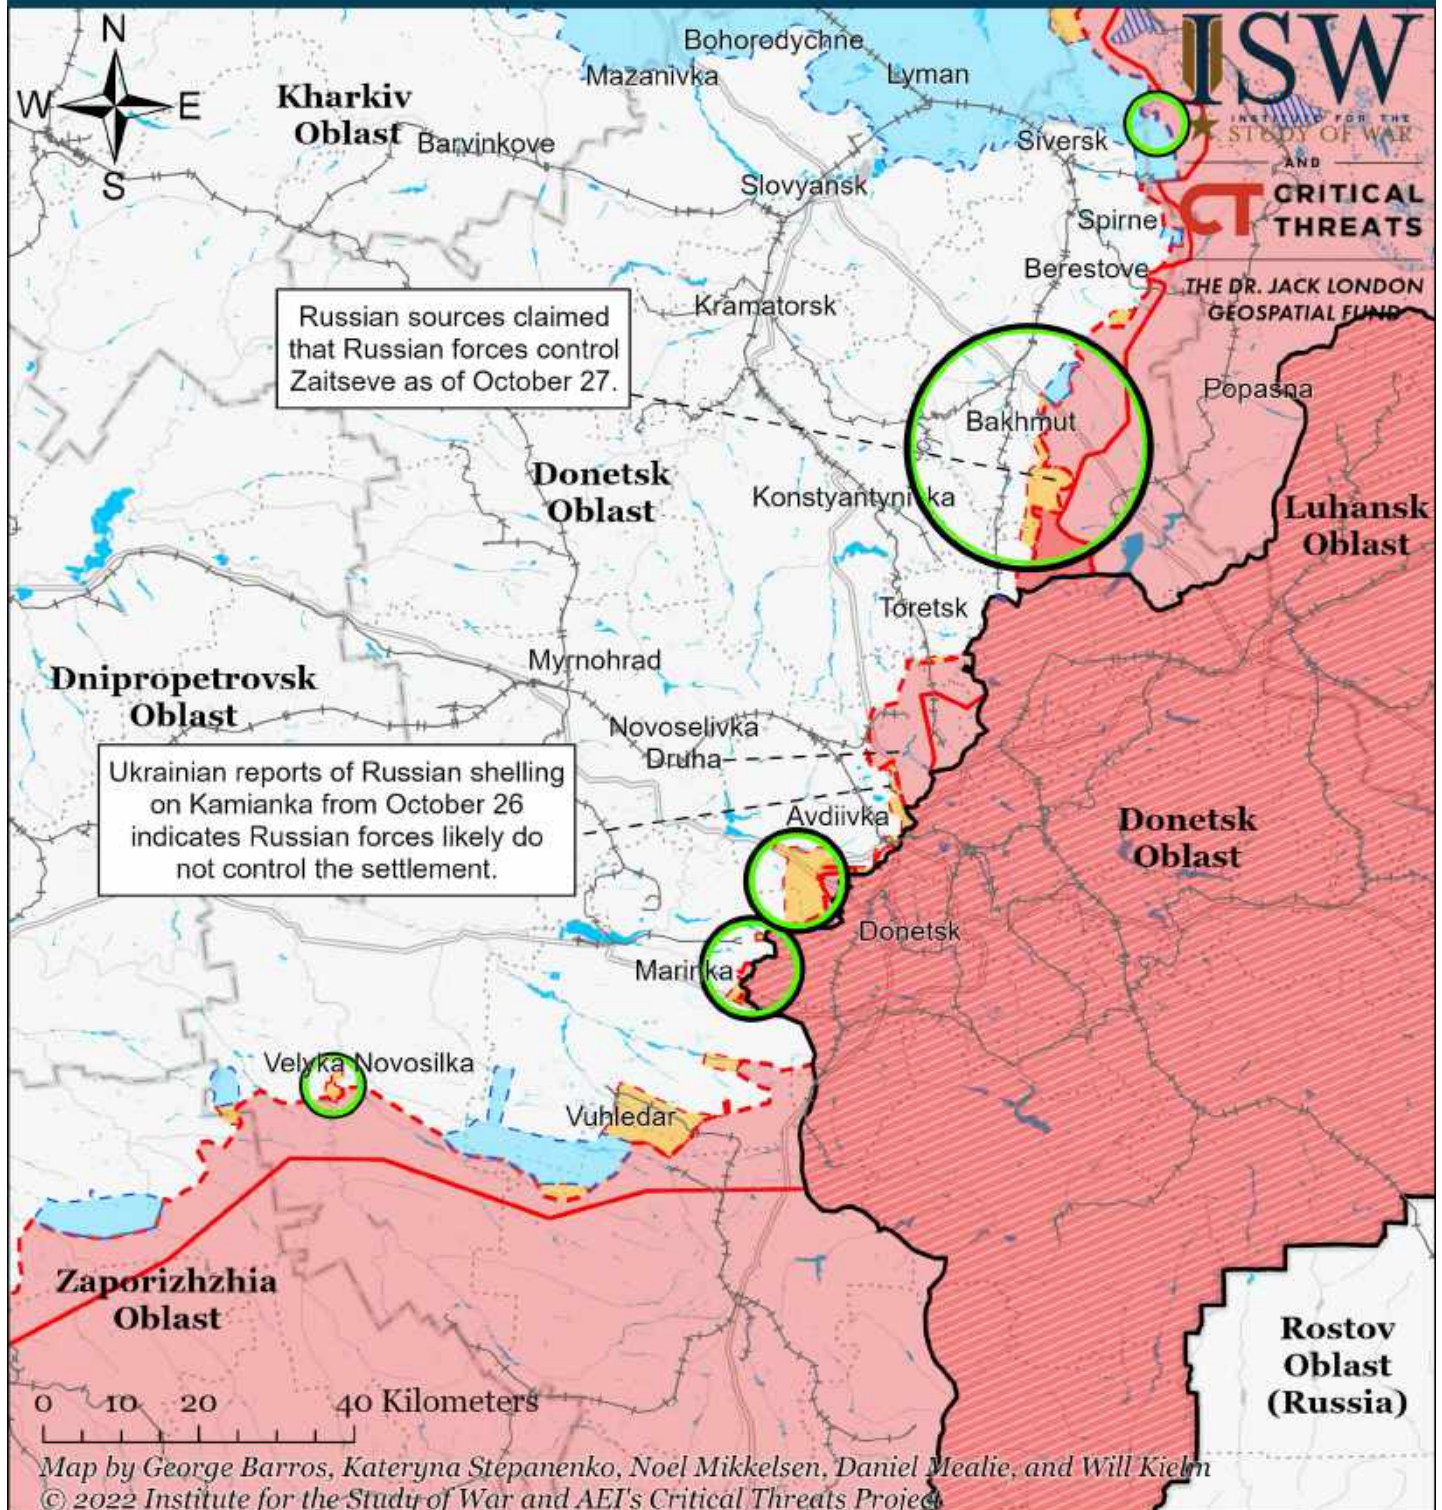 N
W
E
S
ISW
INSTITUTE FOR THE
STUDY OF WAR
AND
CT CRITICAL
THREATS
THE DR. JACK LONDON
GEOSPATIAL FUND
Bohorodychne
Mazanivka
Lyman
Kharkiv
Oblast
Barvinkove
Siversk
Slovyansk
Spirne
Berestove
Kramatorsk
Russian sources claimed
that Russian forces control
Zaitseve as of October 27.
Popasna
Bakhmut
Donetsk
Oblast
Konstyantynivka
Luhansk
Oblast
Toretsk
Myrnohrad
Dnipropetrovsk
Oblast
Novoselivka
Druha
Ukrainian reports of Russian shelling
on Kamianka from October 26
indicates Russian forces likely do
not control the settlement.
Avdiivka
Donetsk
Oblast
Donetsk
Marinka
Velyka Novosilka
Vuhledar
Zaporizhzhia
Oblast
Rostov
Oblast
(Russia)
0 10 20 40 Kilometers
Map by George Barros, Kateryna Stepanenko, Noel Mikkelsen, Daniel Mealie, and Will Kielm
© 2022 Institute for the Study of War and AEI's Critical Threats Project